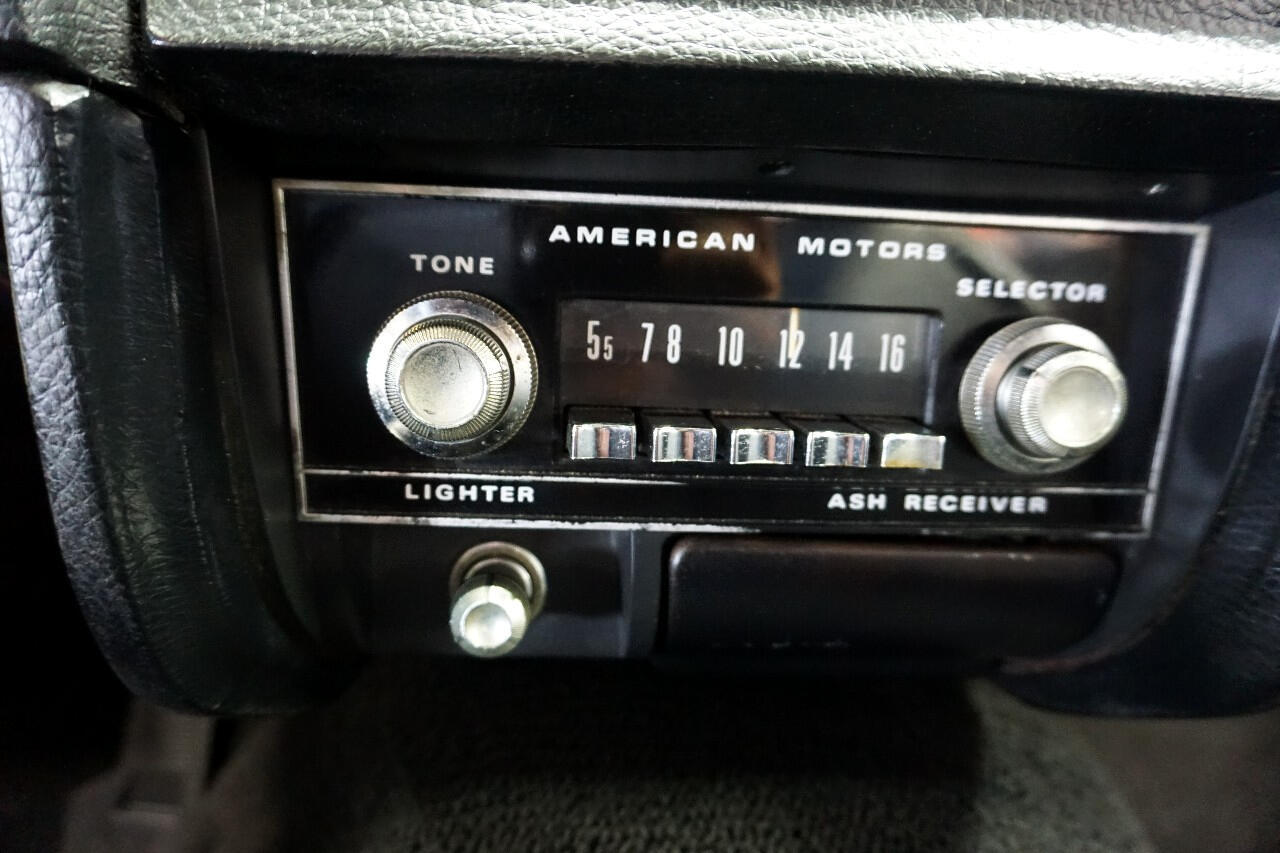 AMERICAN MOTORS
TONE
SELECTOR
55 7 8 10 12 14 16
LIGHTER
ASH RECEIVER